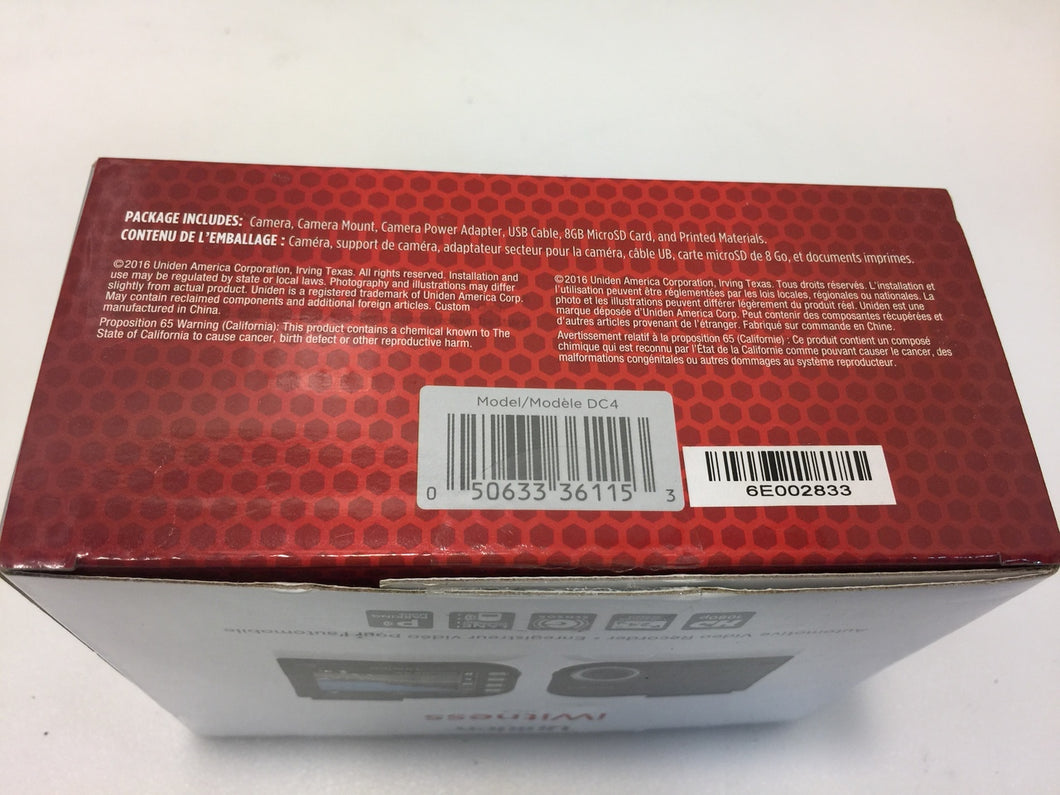 PACKAGE INCLUDES: Camera, Camera Mount, Camera Power Adapter, USB Cable, 8GB MicroSD Card, and Printed Materials.
CONTENU DE L'EMBALLAGE : Caméra, support de caméra, adaptateur secteur pour la caméra, câble UB, carte microSD de 8 Go, et documents imprimes.
©2016 Uniden America Corporation, Irving Texas. All rights reserved. Installation and
use may be regulated by state or local laws. Photography and illustrations may differ
slightly from actual product. Uniden is a registered trademark of Uniden America Corp.
May contain reclaimed components and additional foreign articles. Custom
manufactured in China.
Proposition 65 Warning (California): This product contains a chemical known to The
State of California to cause cancer, birth defect or other reproductive harm.
©2016 Uniden America Corporation, Irving Texas. Tous droits réservés. L'installation et
l'utilisation peuvent être réglementées par les lois locales, régionales ou nationales. La
photo et les illustrations peuvent différer légèrement du produit réel. Uniden est une
marque déposée d'Uniden America Corp. Peut contenir des composantes récupérées et
d'autres articles provenant de l'étranger. Fabriqué sur commande en Chine.
Avertissement relatif à la proposition 65 (Californie) : Ce produit contient un composé
chimique qui est reconnu par l'État de la Californie comme pouvant causer le cancer, des
malformations congénitales ou autres dommages au système reproducteur.
Model/Modèle DC4
0 50633 36115 3
6E002833
HD 1080p
Automotive Video Recorder • Enregistreur vidéo pour l'automobile
iWitness
Uniden